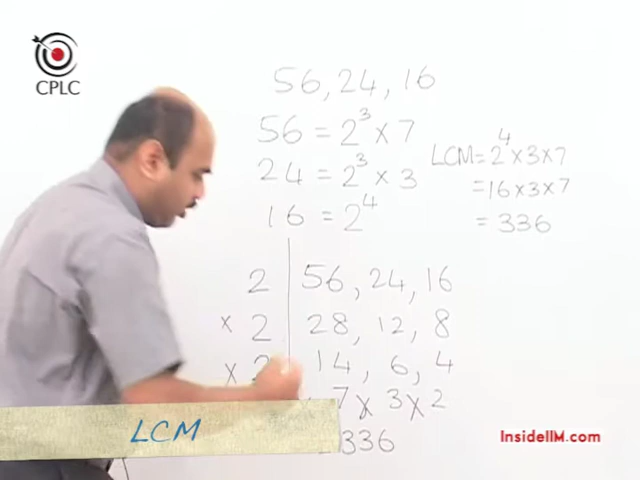 CPLC
56, 24, 16
56 = 2³ × 7
24 = 2³ × 3
16 = 2⁴
LCM = 2⁴ × 3 × 7
= 16 × 3 × 7
= 336
2 | 56, 24, 16
× 2 | 28, 12, 8
× 2 | 14, 6, 4
7 × 3 × 2
336
LCM
InsideIIM.com